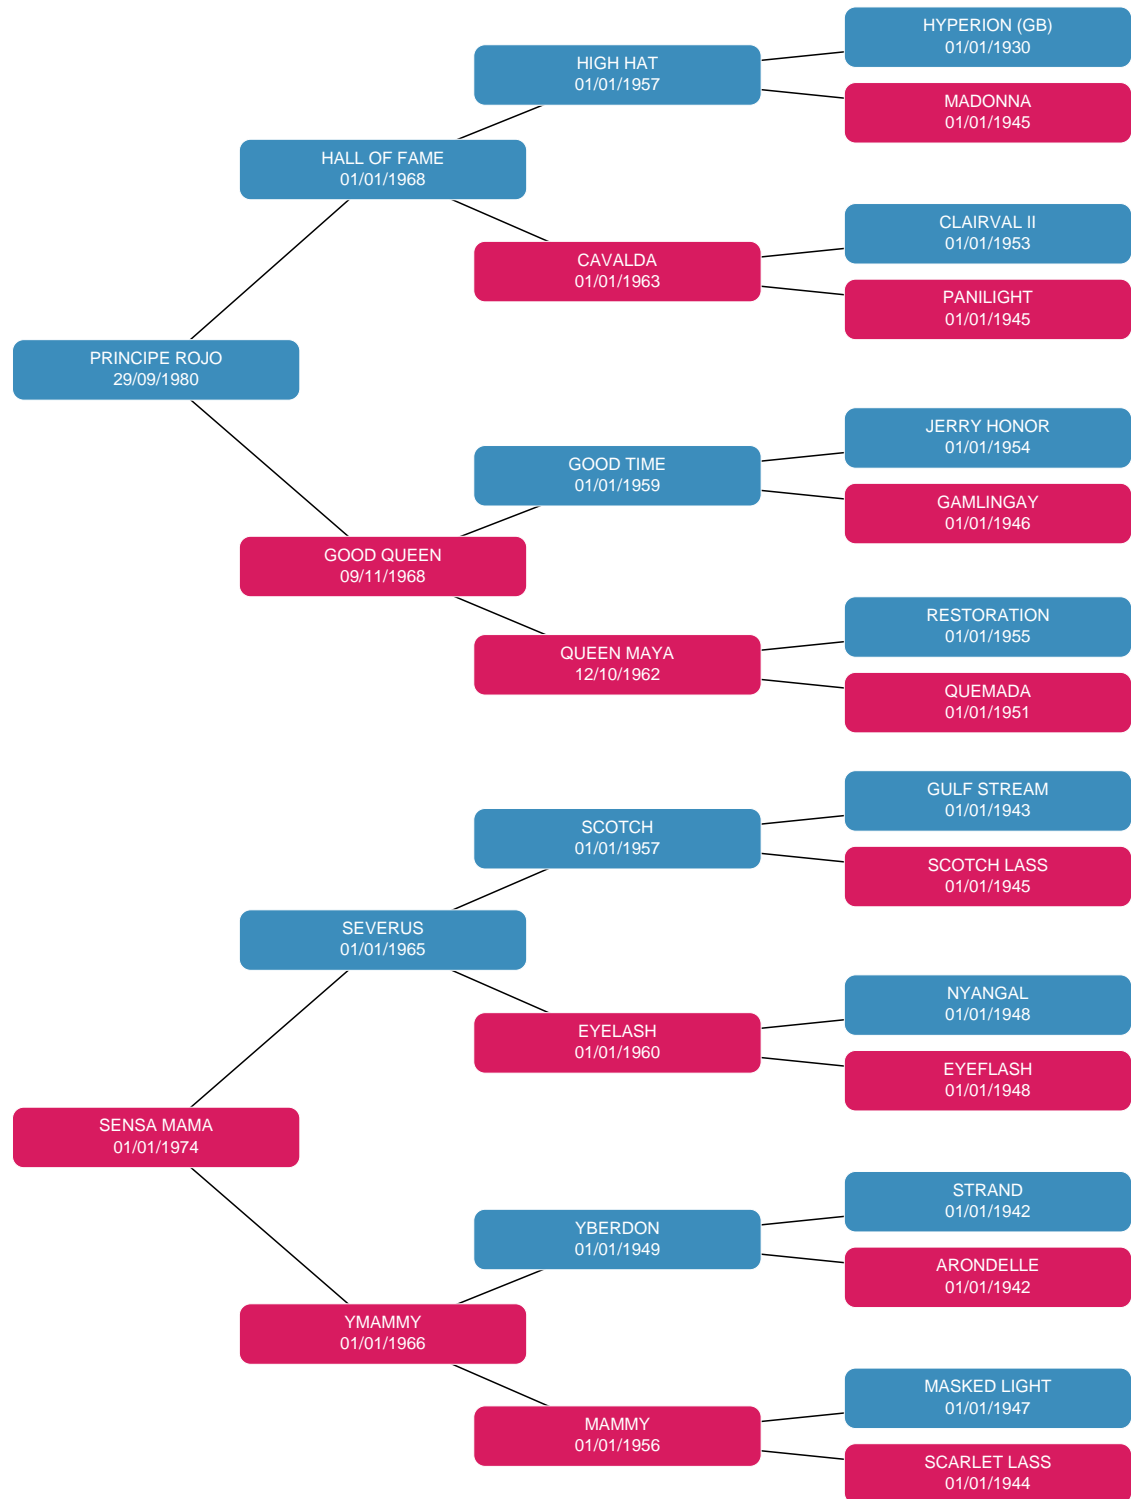 HYPERION (GB)
01/01/1930
HIGH HAT
01/01/1957
MADONNA
01/01/1945
HALL OF FAME
01/01/1968
CLAIRVAL II
01/01/1953
CAVALDA
01/01/1963
PANILIGHT
01/01/1945
PRINCIPE ROJO
29/09/1980
JERRY HONOR
01/01/1954
GOOD TIME
01/01/1959
GAMLINGAY
01/01/1946
GOOD QUEEN
09/11/1968
RESTORATION
01/01/1955
QUEEN MAYA
12/10/1962
QUEMADA
01/01/1951
GULF STREAM
01/01/1943
SCOTCH
01/01/1957
SCOTCH LASS
01/01/1945
SEVERUS
01/01/1965
NYANGAL
01/01/1948
EYELASH
01/01/1960
EYEFLASH
01/01/1948
SENSA MAMA
01/01/1974
STRAND
01/01/1942
YBERDON
01/01/1949
ARONDELLE
01/01/1942
YMAMMY
01/01/1966
MASKED LIGHT
01/01/1947
MAMMY
01/01/1956
SCARLET LASS
01/01/1944